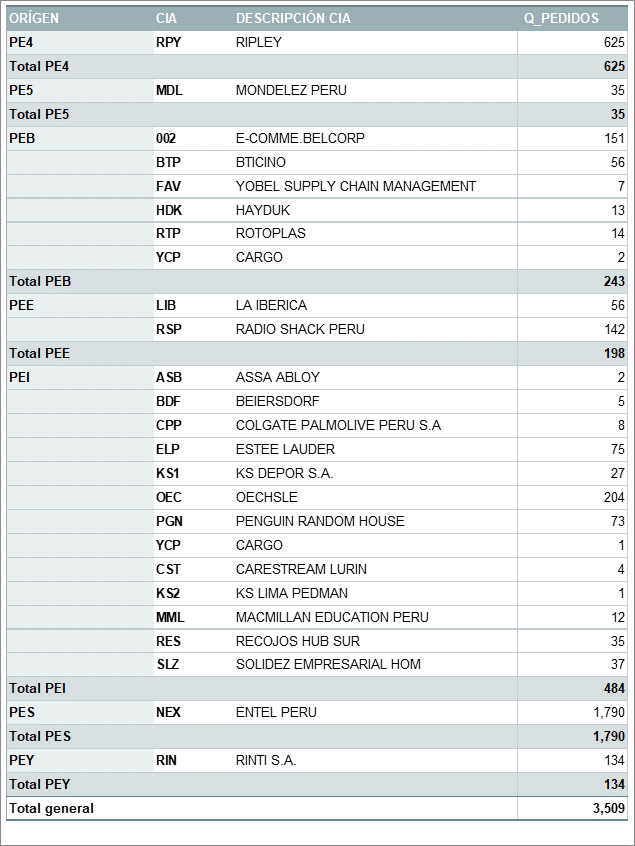 ORÍGEN CIA DESCRIPCIÓN CIA Q_PEDIDOS
PE4 RPY RIPLEY 625
Total PE4 625
PE5 MDL MONDELEZ PERU 35
Total PE5 35
PEB 002 E-COMME.BELCORP 151
BTP BTICINO 56
FAV YOBEL SUPPLY CHAIN MANAGEMENT 7
HDK HAYDUK 13
RTP ROTOPLAS 14
YCP CARGO 2
Total PEB 243
PEE LIB LA IBERICA 56
RSP RADIO SHACK PERU 142
Total PEE 198
PEI ASB ASSA ABLOY 2
BDF BEIERSDORF 5
CPP COLGATE PALMOLIVE PERU S.A 8
ELP ESTEE LAUDER 75
KS1 KS DEPOR S.A. 27
OEC OECHSLE 204
PGN PENGUIN RANDOM HOUSE 73
YCP CARGO 1
CST CARESTREAM LURIN 4
KS2 KS LIMA PEDMAN 1
MML MACMILLAN EDUCATION PERU 12
RES RECOJOS HUB SUR 35
SLZ SOLIDEZ EMPRESARIAL HOM 37
Total PEI 484
PES NEX ENTEL PERU 1,790
Total PES 1,790
PEY RIN RINTI S.A. 134
Total PEY 134
Total general 3,509